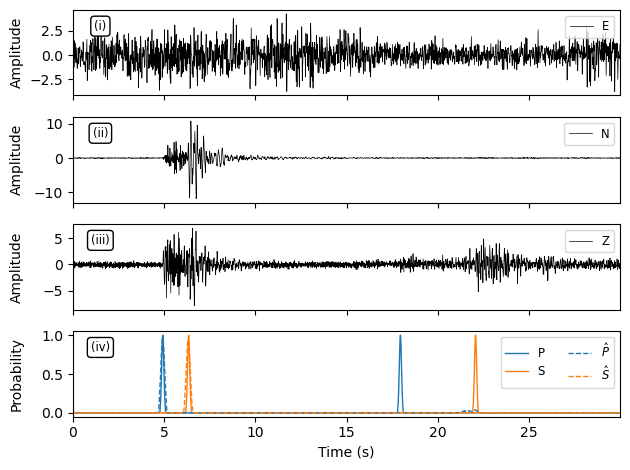 (i)
E
Amplitude
2.5
0.0
−2.5
(ii)
N
Amplitude
10
0
−10
(iii)
Z
Amplitude
5
0
−5
(iv)
P
S
P̂
Ŝ
Probability
1.0
0.5
0.0
0 5 10 15 20 25
Time (s)